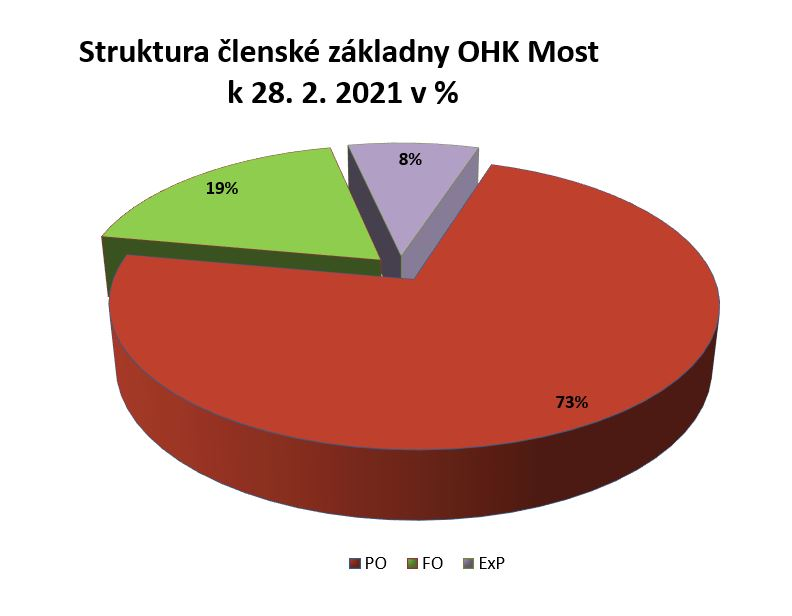 Struktura členské základny OHK Most
k 28. 2. 2021 v %
8%
19%
73%
PO FO ExP